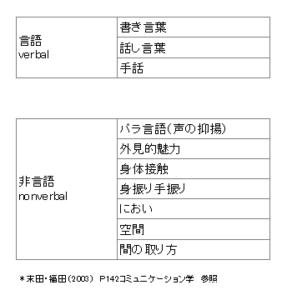 言語
verbal
書き言葉
話し言葉
手話
非言語
nonverbal
バラ言語(声の抑揚)
外見的魅力
身体接触
身振り手振り
におい
空間
間の取り方
*末田・福田(2003) P142コミュニケーション学 参照